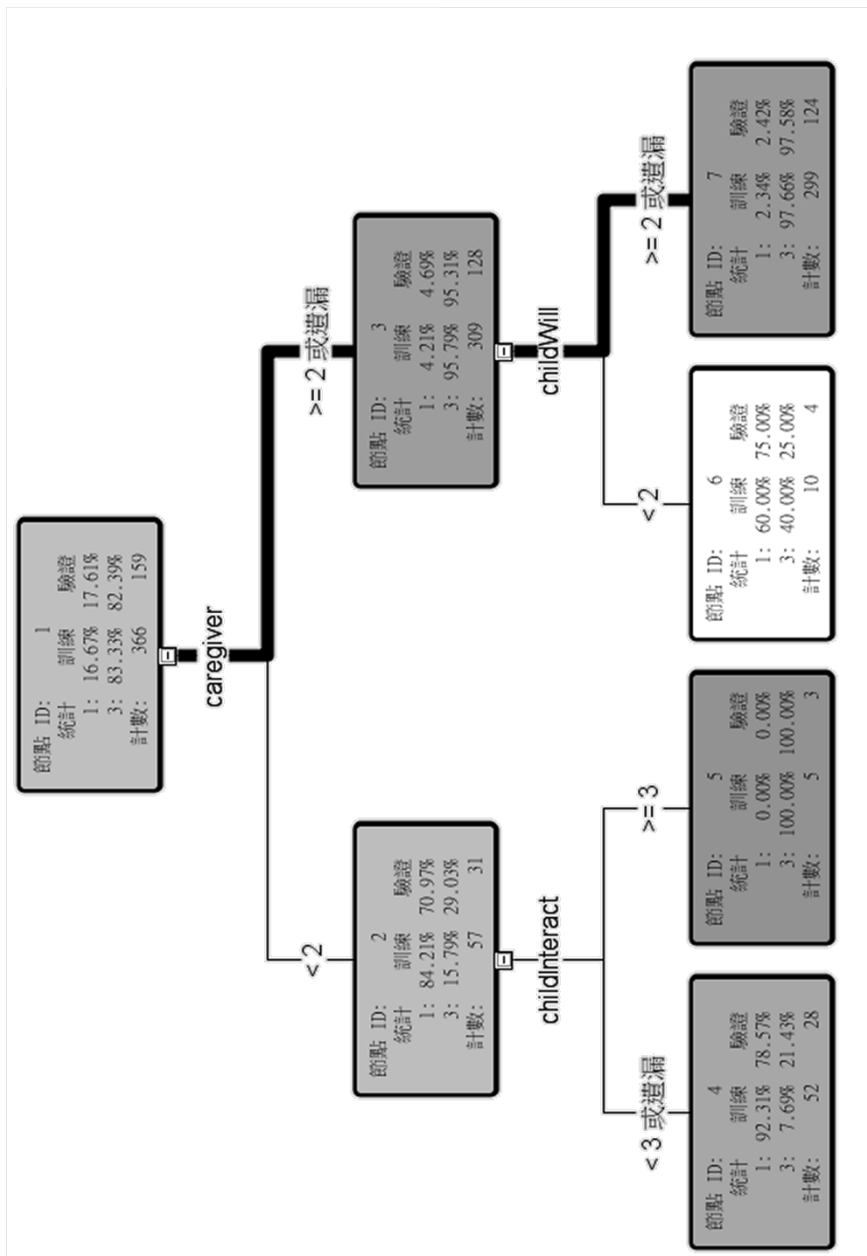 節點 ID: 1
統計 訓練 驗證
1: 16.67% 17.61%
3: 83.33% 82.39%
計數: 366 159
caregiver
< 2
>= 2 或遺漏
節點 ID: 2
統計 訓練 驗證
1: 84.21% 70.97%
3: 15.79% 29.03%
計數: 57 31
節點 ID: 3
統計 訓練 驗證
1: 4.21% 4.69%
3: 95.79% 95.31%
計數: 309 128
childInteract
childWill
< 3 或遺漏
>= 3
< 2
>= 2 或遺漏
節點 ID: 4
統計 訓練 驗證
1: 92.31% 78.57%
3: 7.69% 21.43%
計數: 52 28
節點 ID: 5
統計 訓練 驗證
1: 0.00% 0.00%
3: 100.00% 100.00%
計數: 5 3
節點 ID: 6
統計 訓練 驗證
1: 60.00% 75.00%
3: 40.00% 25.00%
計數: 10 4
節點 ID: 7
統計 訓練 驗證
1: 2.34% 2.42%
3: 97.66% 97.58%
計數: 299 124